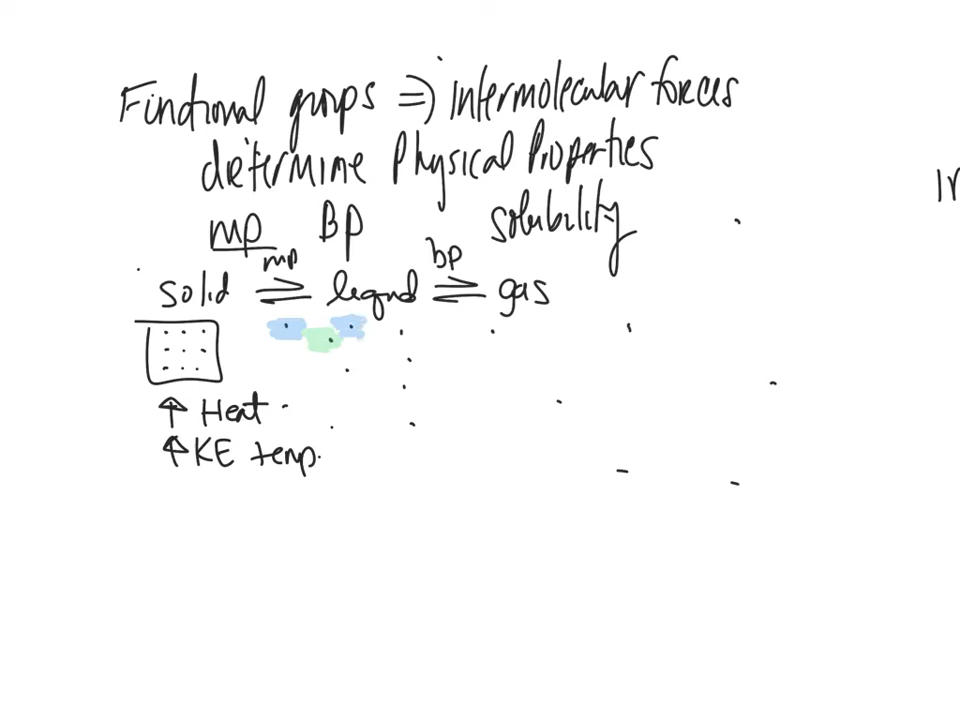 Functional groups ⇒ intermolecular forces
determine Physical Properties
mp BP solubility
mp bp
solid ⇌ liquid ⇌ gas
↑ Heat
↑ KE temp.